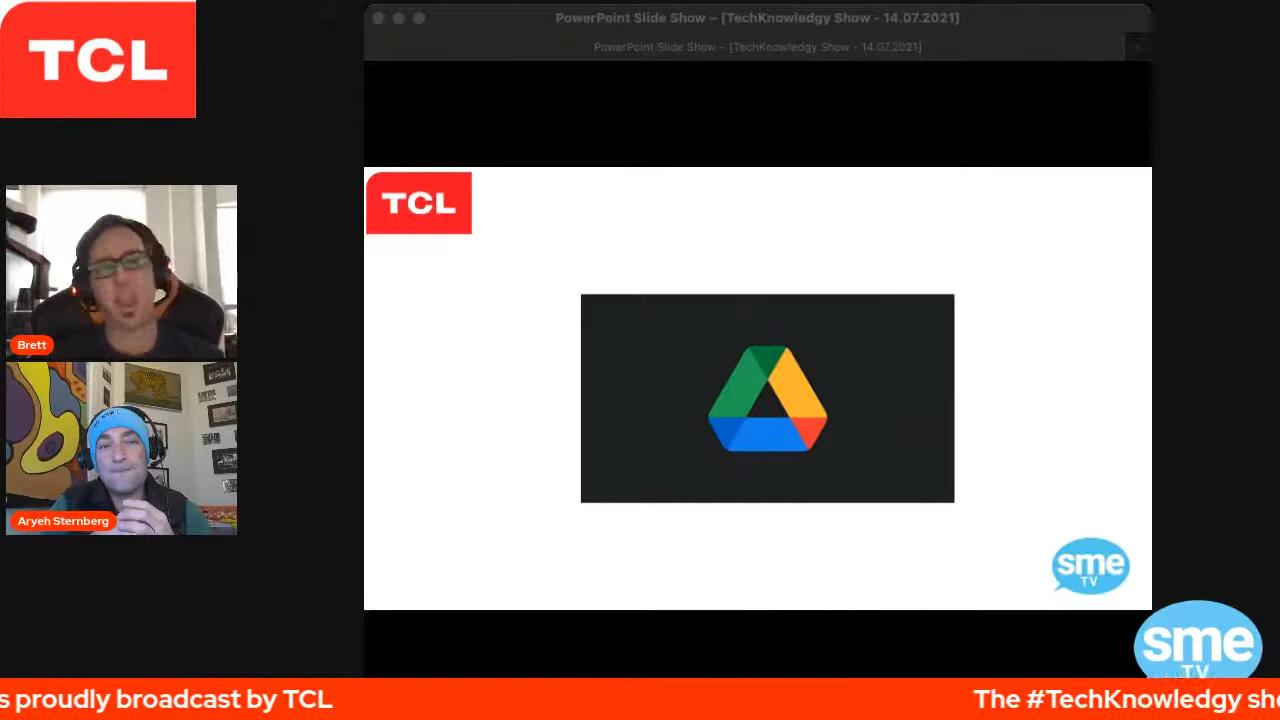 TCL
PowerPoint Slide Show – [TechKnowledgy Show - 14.07.2021]
PowerPoint Slide Show – [TechKnowledgy Show - 14.07.2021]
TCL
Brett
Aryeh Sternberg
sme
TV
sme
TV
s proudly broadcast by TCL
The #TechKnowledgy sho